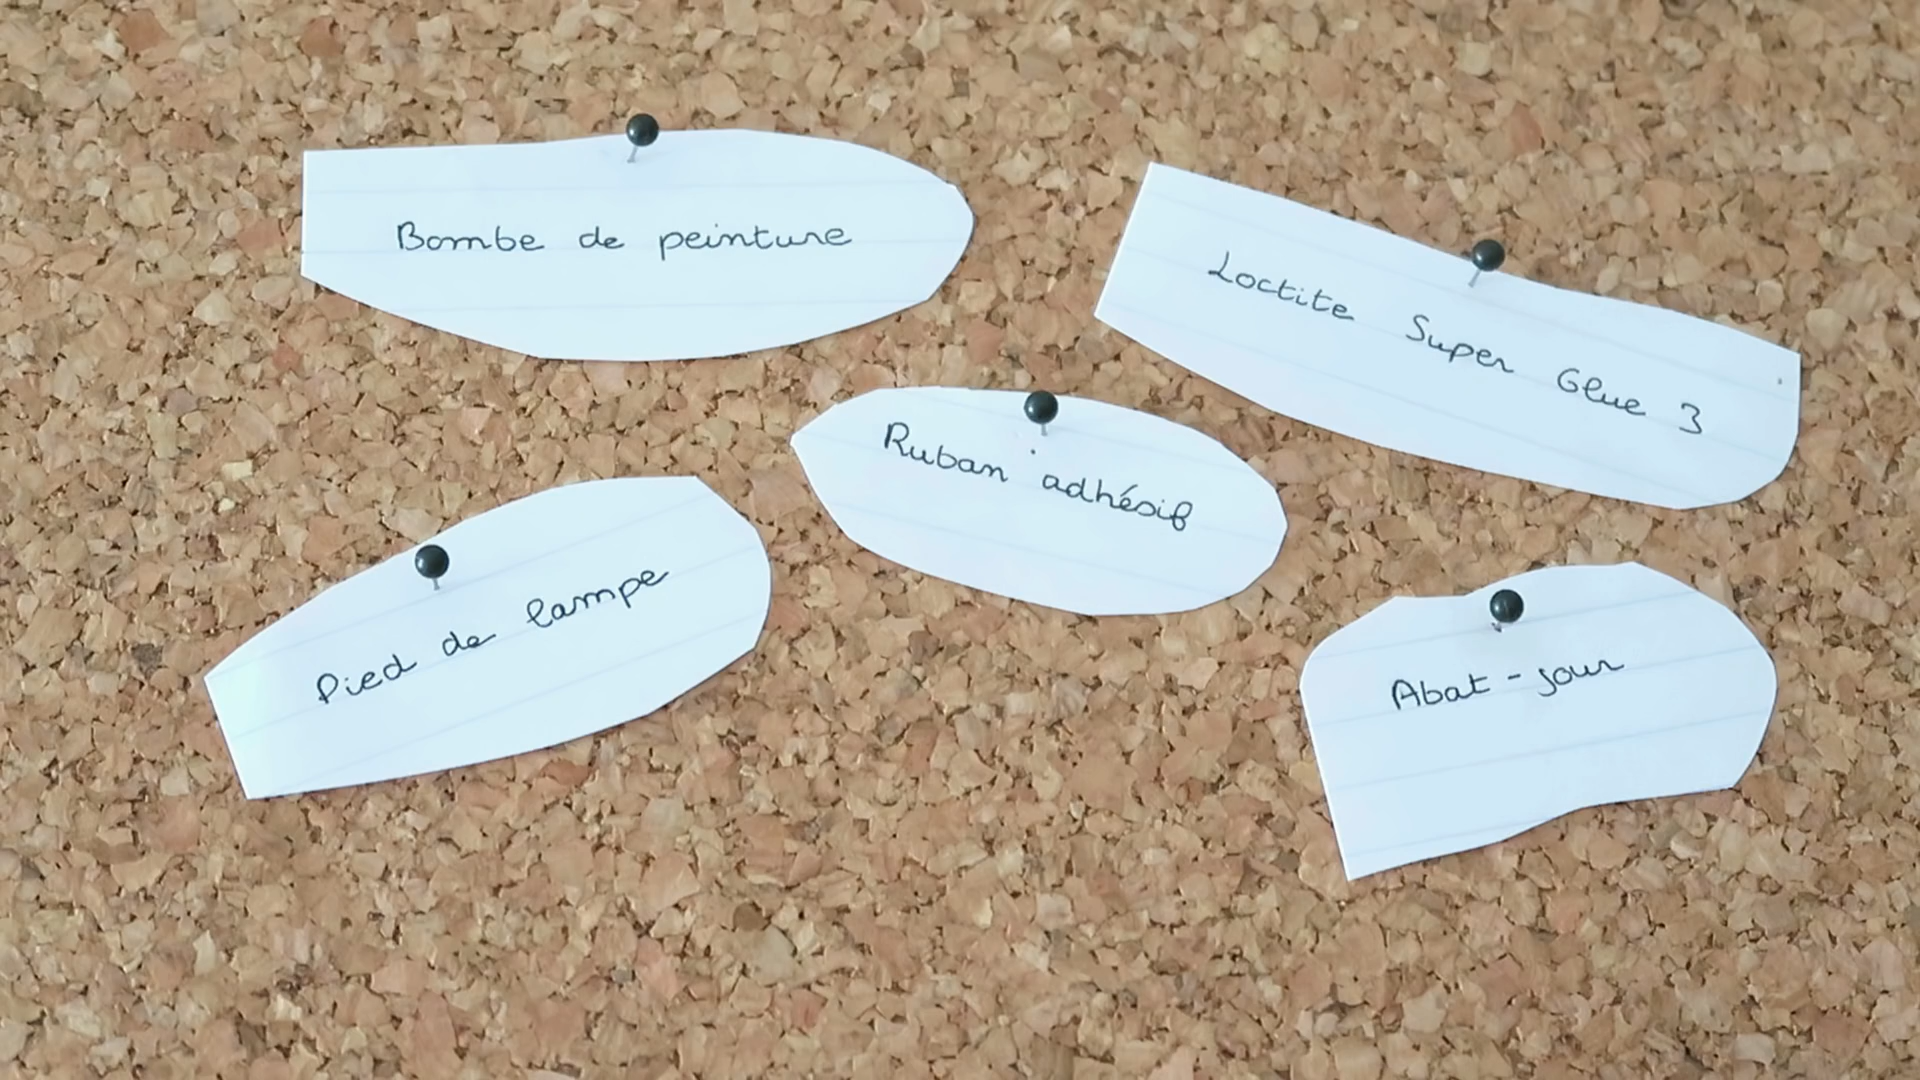 Bombe de peinture
Loctite Super Glue 3
Ruban adhésif
Pied de lampe
Abat-jour